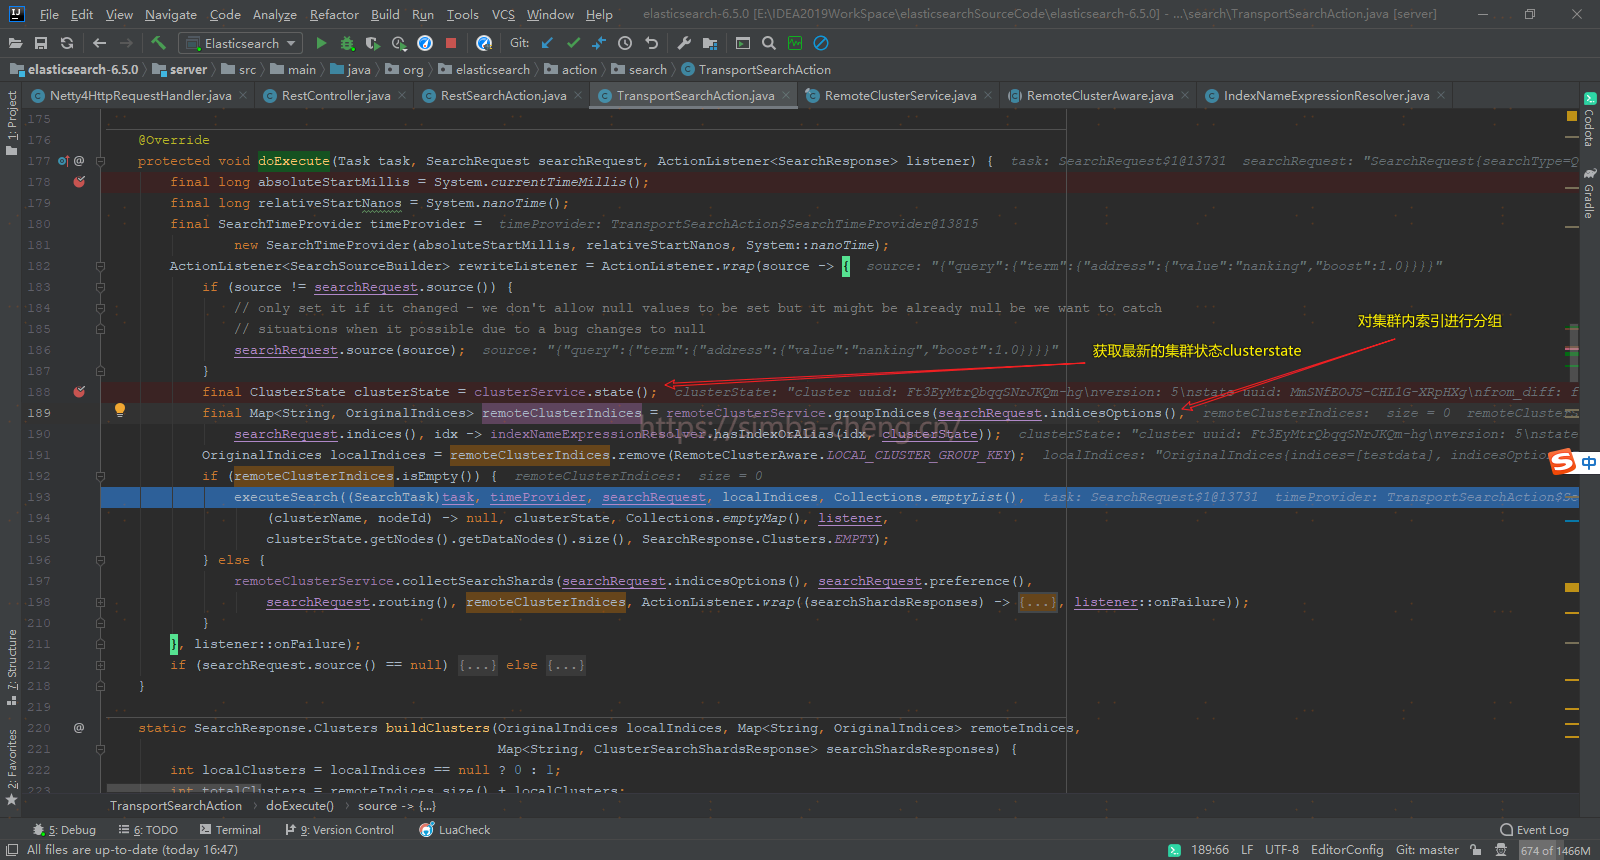 File Edit View Navigate Code Analyze Refactor Build Run Tools VCS Window Help elasticsearch-6.5.0 [E:\IDEA2019WorkSpace\elasticsearchSourceCode\elasticsearch-6.5.0] - ...\search\TransportSearchAction.java [server]
Elasticsearch Git:
elasticsearch-6.5.0 server src main java org elasticsearch action search TransportSearchAction
Netty4HttpRequestHandler.java RestController.java RestSearchAction.java TransportSearchAction.java RemoteClusterService.java RemoteClusterAware.java IndexNameExpressionResolver.java
1: Project
7: Structure
2: Favorites
Codota
Gradle
175
176 @Override
177 protected void doExecute(Task task, SearchRequest searchRequest, ActionListener<SearchResponse> listener) { task: SearchRequest$1@13731 searchRequest: "SearchRequest{searchType=Q
178 final long absoluteStartMillis = System.currentTimeMillis();
179 final long relativeStartNanos = System.nanoTime();
180 final SearchTimeProvider timeProvider = timeProvider: TransportSearchAction$SearchTimeProvider@13815
181 new SearchTimeProvider(absoluteStartMillis, relativeStartNanos, System::nanoTime);
182 ActionListener<SearchSourceBuilder> rewriteListener = ActionListener.wrap(source -> { source: "{"query":{"term":{"address":{"value":"nanking","boost":1.0}}}}"
183 if (source != searchRequest.source()) {
184 // only set it if it changed - we don't allow null values to be set but it might be already null be we want to catch
185 // situations when it possible due to a bug changes to null
186 searchRequest.source(source); source: "{"query":{"term":{"address":{"value":"nanking","boost":1.0}}}}"
187 }
188 final ClusterState clusterState = clusterService.state(); clusterState: "cluster uuid: Ft3EyMtrQbqqSNrJKQm-hg\nversion: 5\nstate uuid: MmSNfEOJS-CHL1G-XRpHXg\nfrom_diff: f
189 final Map<String, OriginalIndices> remoteClusterIndices = remoteClusterService.groupIndices(searchRequest.indicesOptions(), remoteClusterIndices: size = 0 remoteClusterS
190 searchRequest.indices(), idx -> indexNameExpressionResolver.hasIndexOrAlias(idx, clusterState)); clusterState: "cluster uuid: Ft3EyMtrQbqqSNrJKQm-hg\nversion: 5\nstate
191 OriginalIndices localIndices = remoteClusterIndices.remove(RemoteClusterAware.LOCAL_CLUSTER_GROUP_KEY); localIndices: "OriginalIndices{indices=[testdata], indicesOptio
192 if (remoteClusterIndices.isEmpty()) { remoteClusterIndices: size = 0
193 executeSearch((SearchTask)task, timeProvider, searchRequest, localIndices, Collections.emptyList(), task: SearchRequest$1@13731 timeProvider: TransportSearchAction$Se
194 (clusterName, nodeId) -> null, clusterState, Collections.emptyMap(), listener,
195 clusterState.getNodes().getDataNodes().size(), SearchResponse.Clusters.EMPTY);
196 } else {
197 remoteClusterService.collectSearchShards(searchRequest.indicesOptions(), searchRequest.preference(),
198 searchRequest.routing(), remoteClusterIndices, ActionListener.wrap((searchShardsResponses) -> {...}, listener::onFailure));
210 }
211 }, listener::onFailure);
212 if (searchRequest.source() == null) {...} else {...}
218 }
219
220 static SearchResponse.Clusters buildClusters(OriginalIndices localIndices, Map<String, OriginalIndices> remoteIndices,
221 Map<String, ClusterSearchShardsResponse> searchShardsResponses) {
222 int localClusters = localIndices == null ? 0 : 1;
223 int totalClusters = remoteIndices.size() + localClusters;
对集群内索引进行分组
获取最新的集群状态clusterstate
https://simba-cheng.cn/
中
TransportSearchAction doExecute() source -> {...}
5: Debug 6: TODO Terminal 9: Version Control LuaCheck Event Log
All files are up-to-date (today 16:47) 189:66 LF UTF-8 EditorConfig Git: master 674 of 1466M